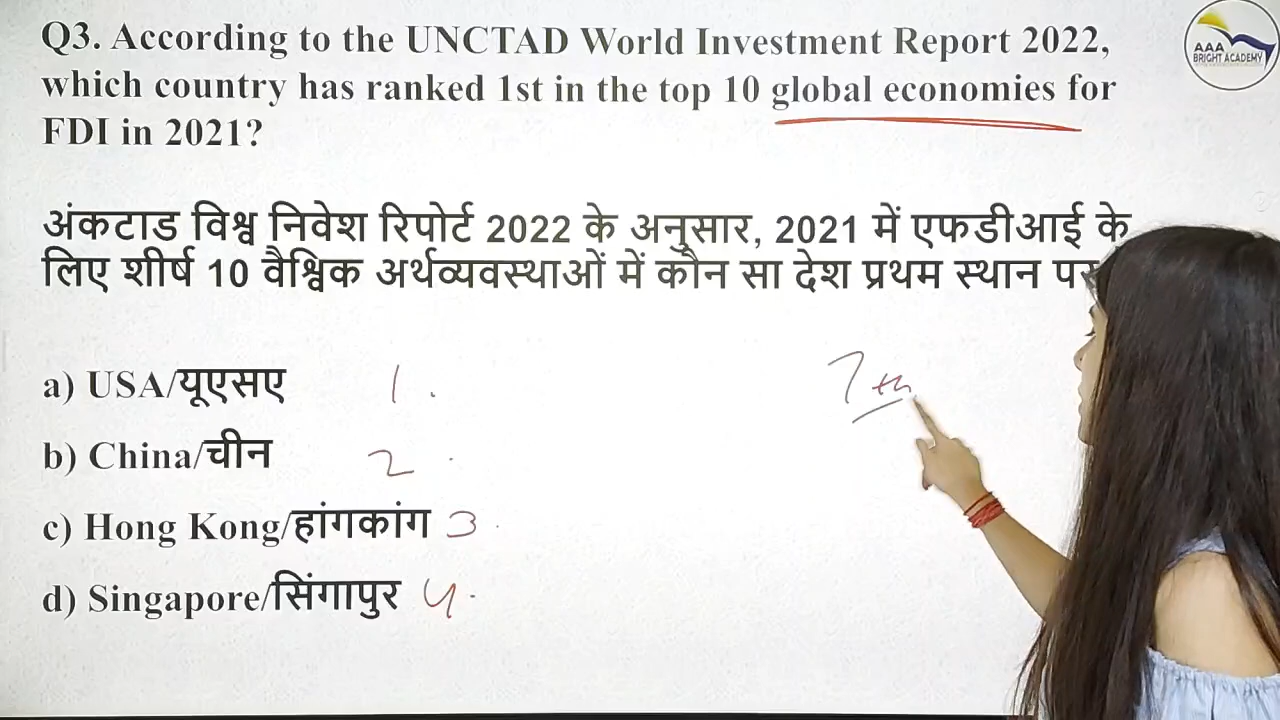 Q3. According to the UNCTAD World Investment Report 2022,
which country has ranked 1st in the top 10 global economies for
FDI in 2021?
अंकटाड विश्व निवेश रिपोर्ट 2022 के अनुसार, 2021 में एफडीआई के
लिए शीर्ष 10 वैश्विक अर्थव्यवस्थाओं में कौन सा देश प्रथम स्थान
a) USA/यूएसए 1.
7th
b) China/चीन 2.
c) Hong Kong/हांगकांग 3.
d) Singapore/सिंगापुर 4.
AAA
BRIGHT ACADEMY